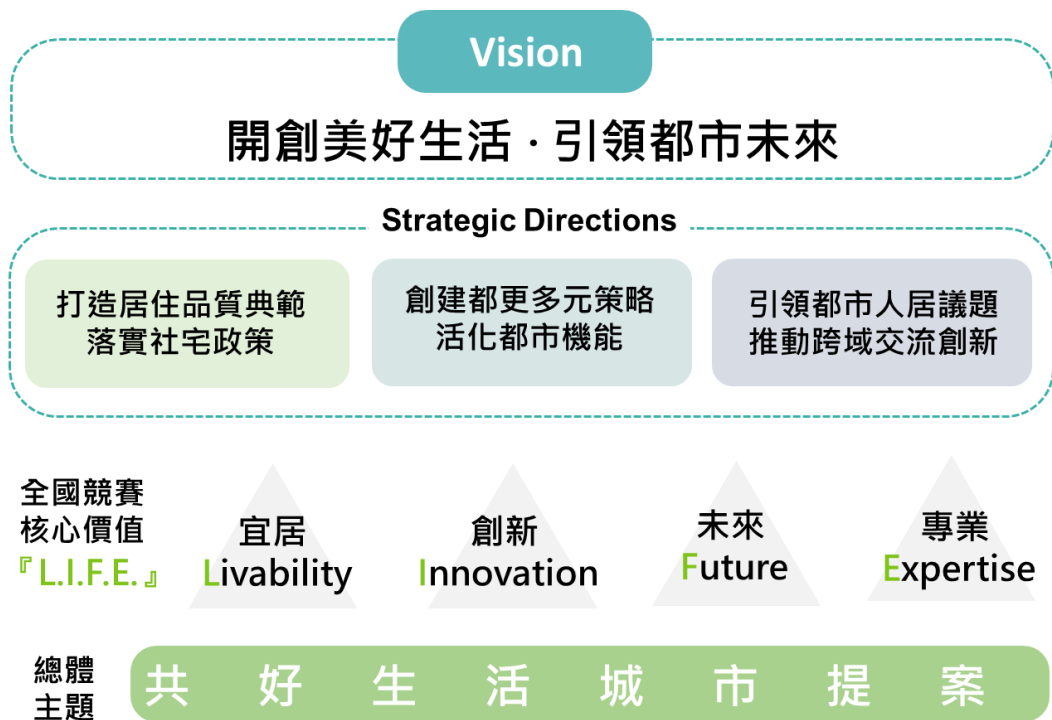 Vision
開創美好生活．引領都市未來
Strategic Directions
打造居住品質典範
落實社宅政策
創建都更多元策略
活化都市機能
引領都市人居議題
推動跨域交流創新
全國競賽
核心價值
『L.I.F.E.』
宜居
Livability
創新
Innovation
未來
Future
專業
Expertise
總體
主題
共好生活城市提案